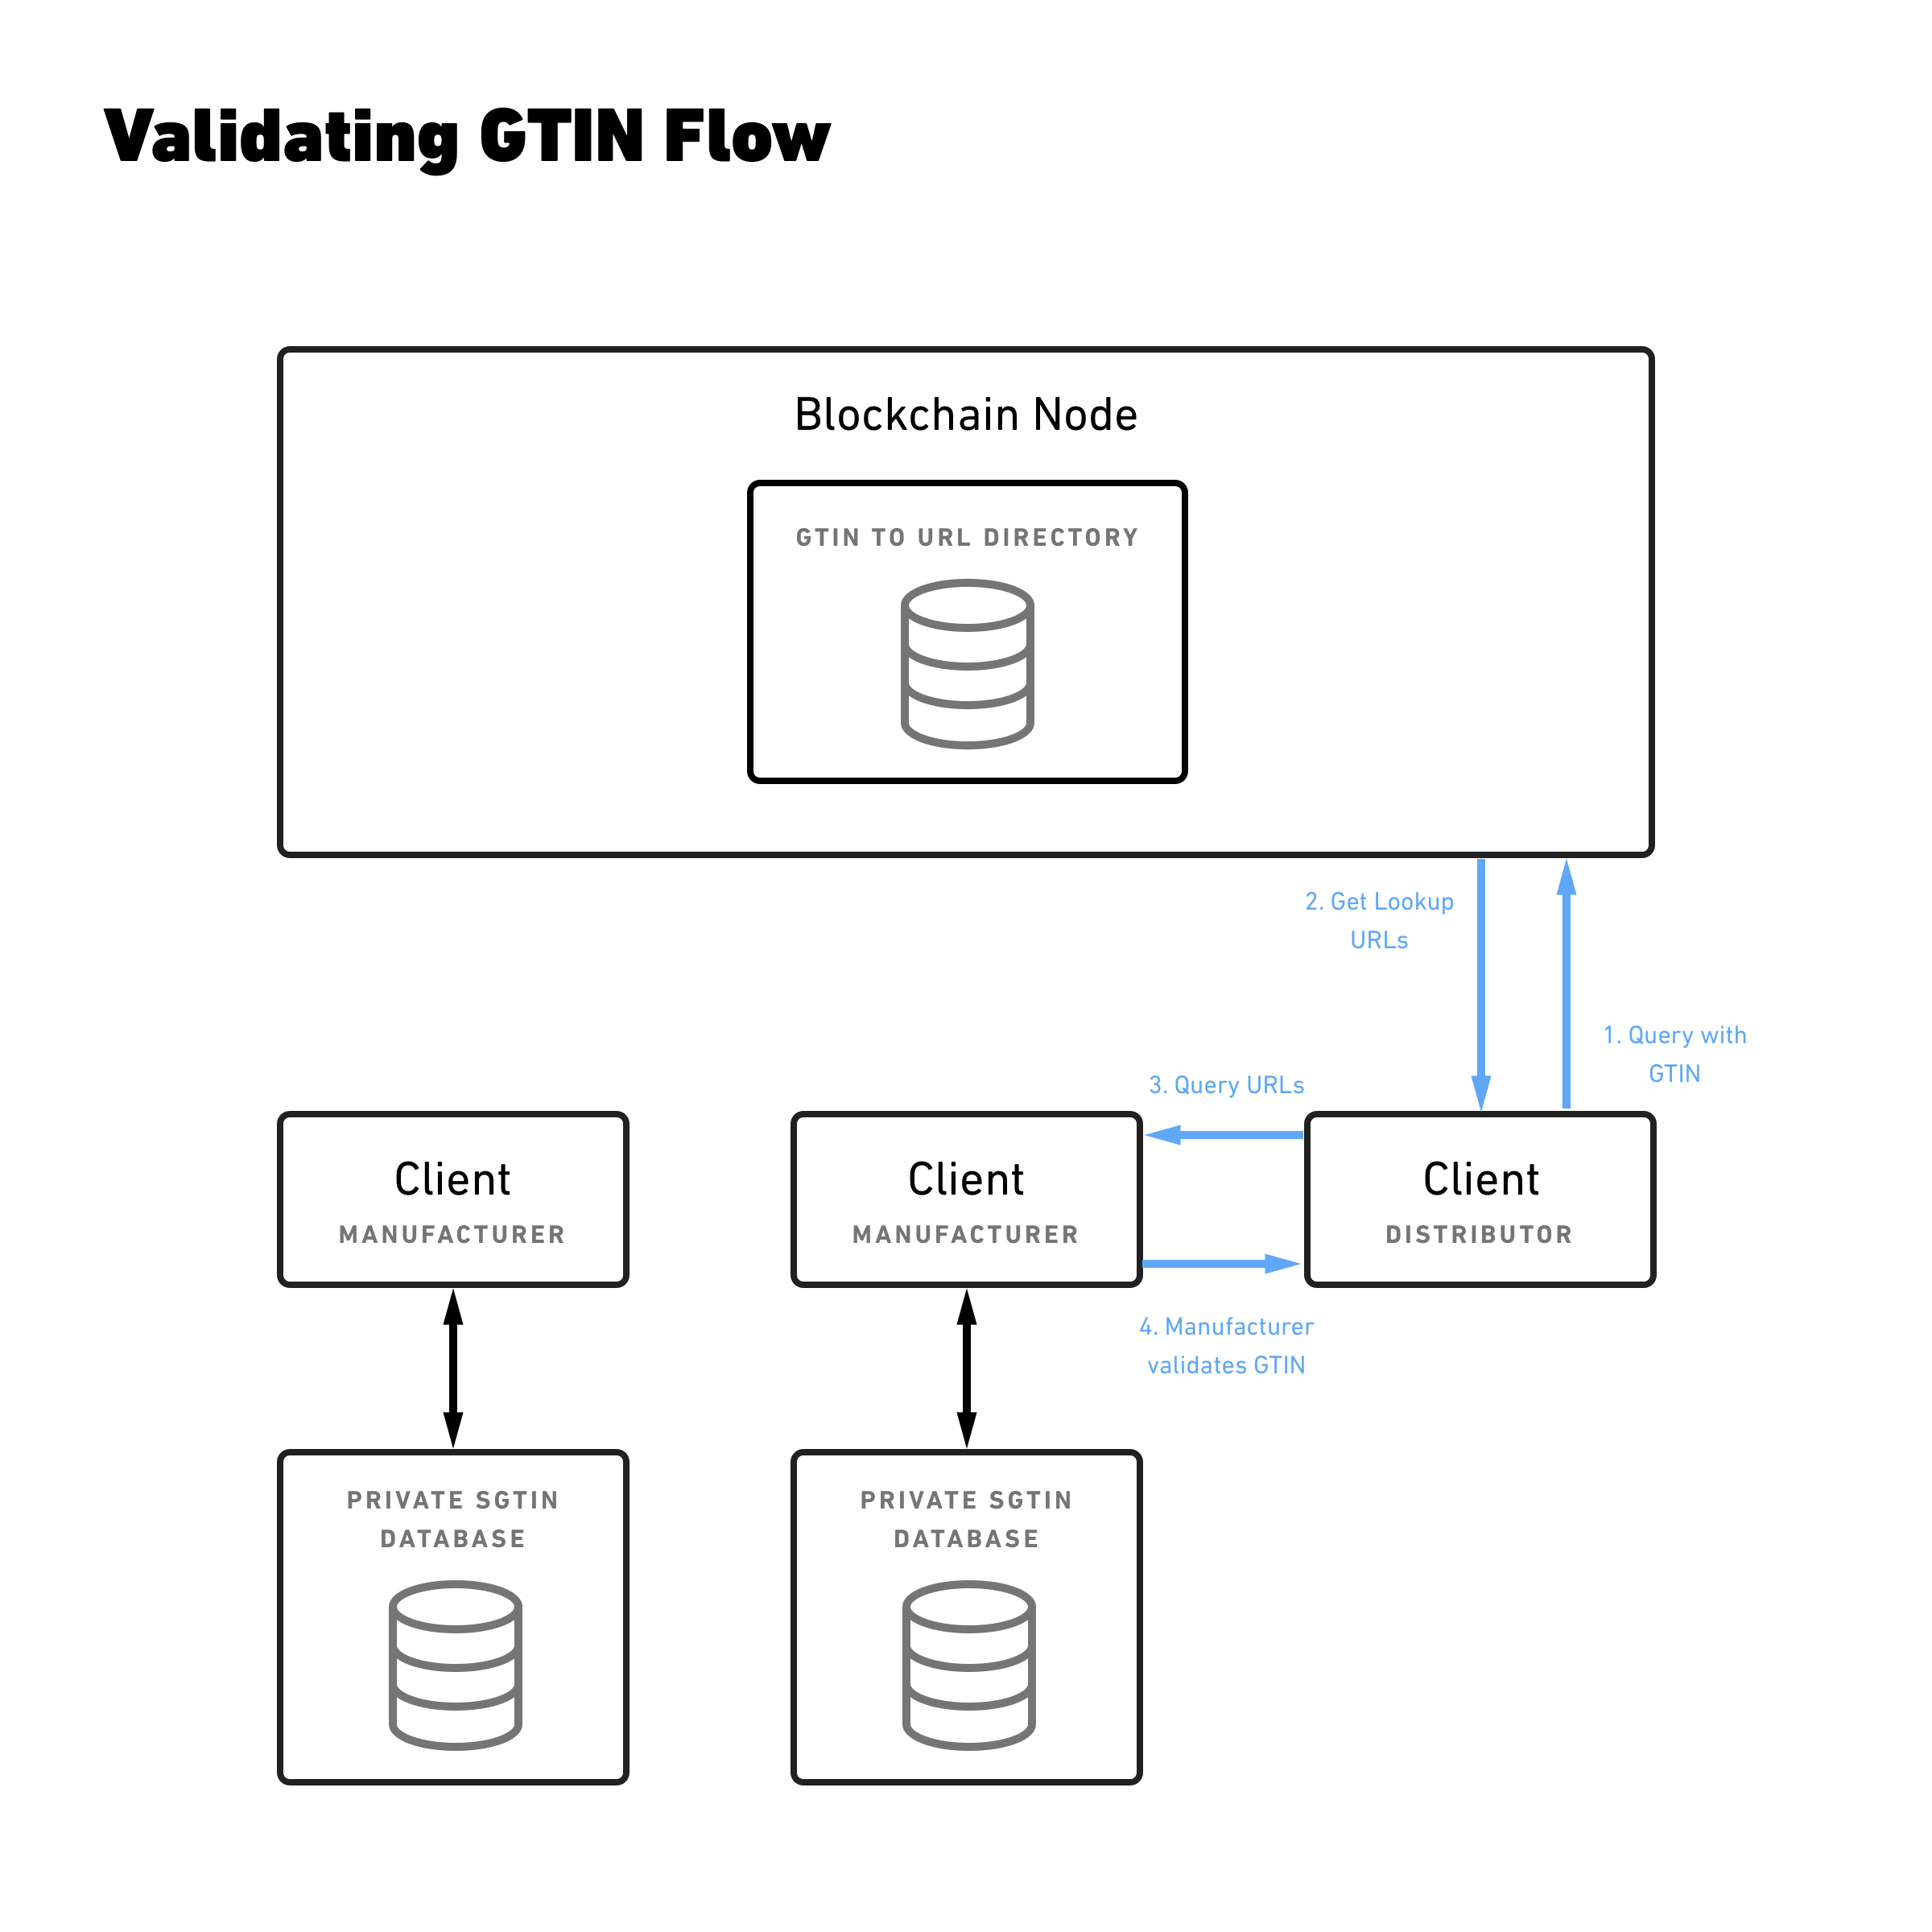 Validating GTIN Flow
Blockchain Node
GTIN TO URL DIRECTORY
2. Get Lookup
URLs
1. Query with
GTIN
3. Query URLs
Client
MANUFACTURER
Client
MANUFACTURER
Client
DISTRIBUTOR
4. Manufacturer
validates GTIN
PRIVATE SGTIN
DATABASE
PRIVATE SGTIN
DATABASE